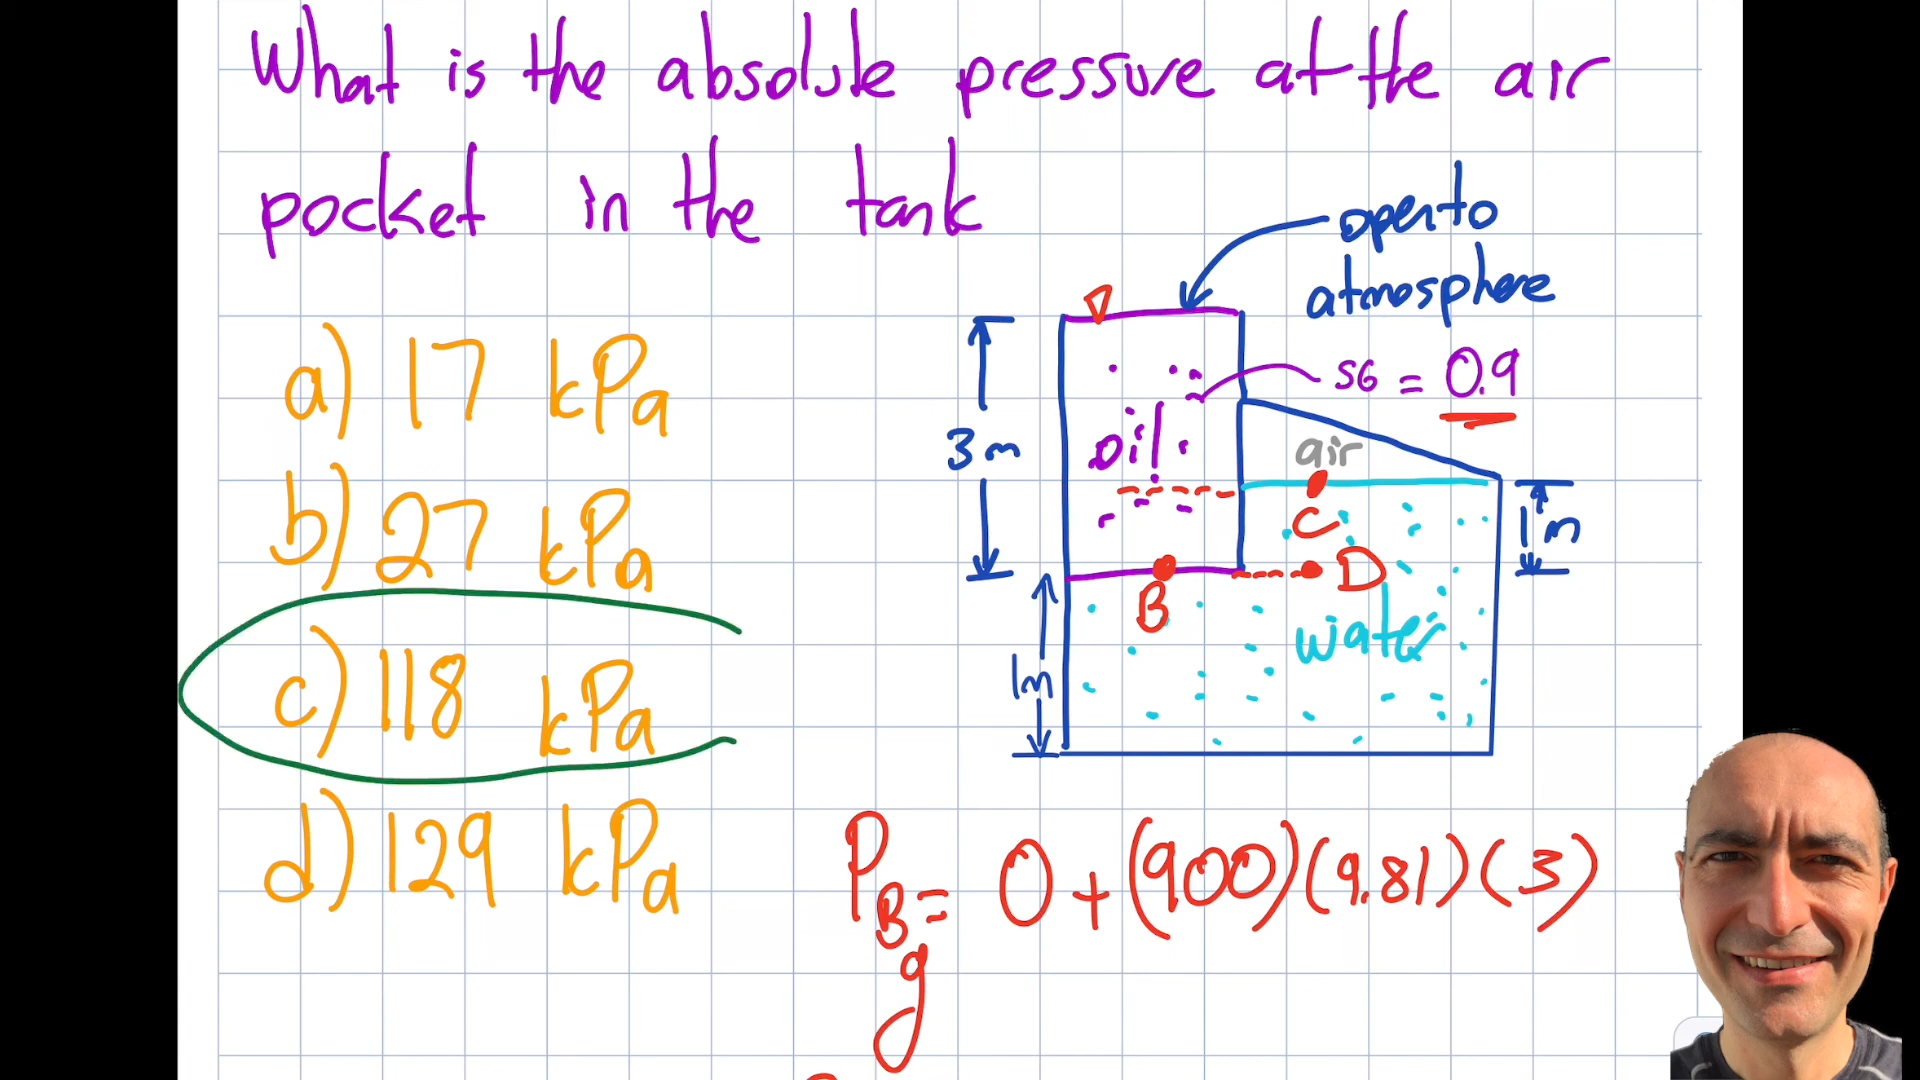 What is the absolute pressure at the air
pocket in the tank
open to
atmosphere
a) 17 kPa
SG = 0.9
3m
oil
air
b) 27 kPa
C
1m
B
D
water
c) 118 kPa
1m
d) 129 kPa
PBg = 0 + (900)(9.81)(3)